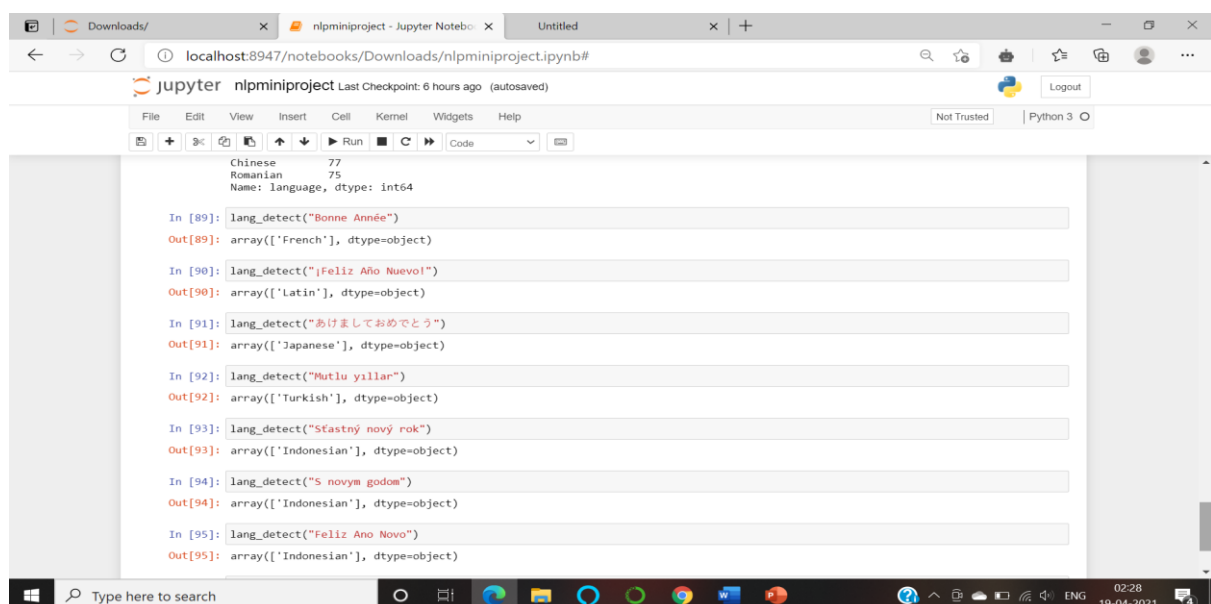 Downloads/
nlpminiproject - Jupyter Notebo
Untitled
localhost:8947/notebooks/Downloads/nlpminiproject.ipynb#
jupyter nlpminiproject Last Checkpoint: 6 hours ago (autosaved)
Logout
File Edit View Insert Cell Kernel Widgets Help
Not Trusted Python 3
Run Code
Chinese 77
Romanian 75
Name: language, dtype: int64
In [89]: lang_detect("Bonne Année")
Out[89]: array(['French'], dtype=object)
In [90]: lang_detect("¡Feliz Año Nuevo!")
Out[90]: array(['Latin'], dtype=object)
In [91]: lang_detect("あけましておめでとう")
Out[91]: array(['Japanese'], dtype=object)
In [92]: lang_detect("Mutlu yıllar")
Out[92]: array(['Turkish'], dtype=object)
In [93]: lang_detect("Sťastný nový rok")
Out[93]: array(['Indonesian'], dtype=object)
In [94]: lang_detect("S novym godom")
Out[94]: array(['Indonesian'], dtype=object)
In [95]: lang_detect("Feliz Ano Novo")
Out[95]: array(['Indonesian'], dtype=object)
Type here to search
ENG
02:28
19-04-2021